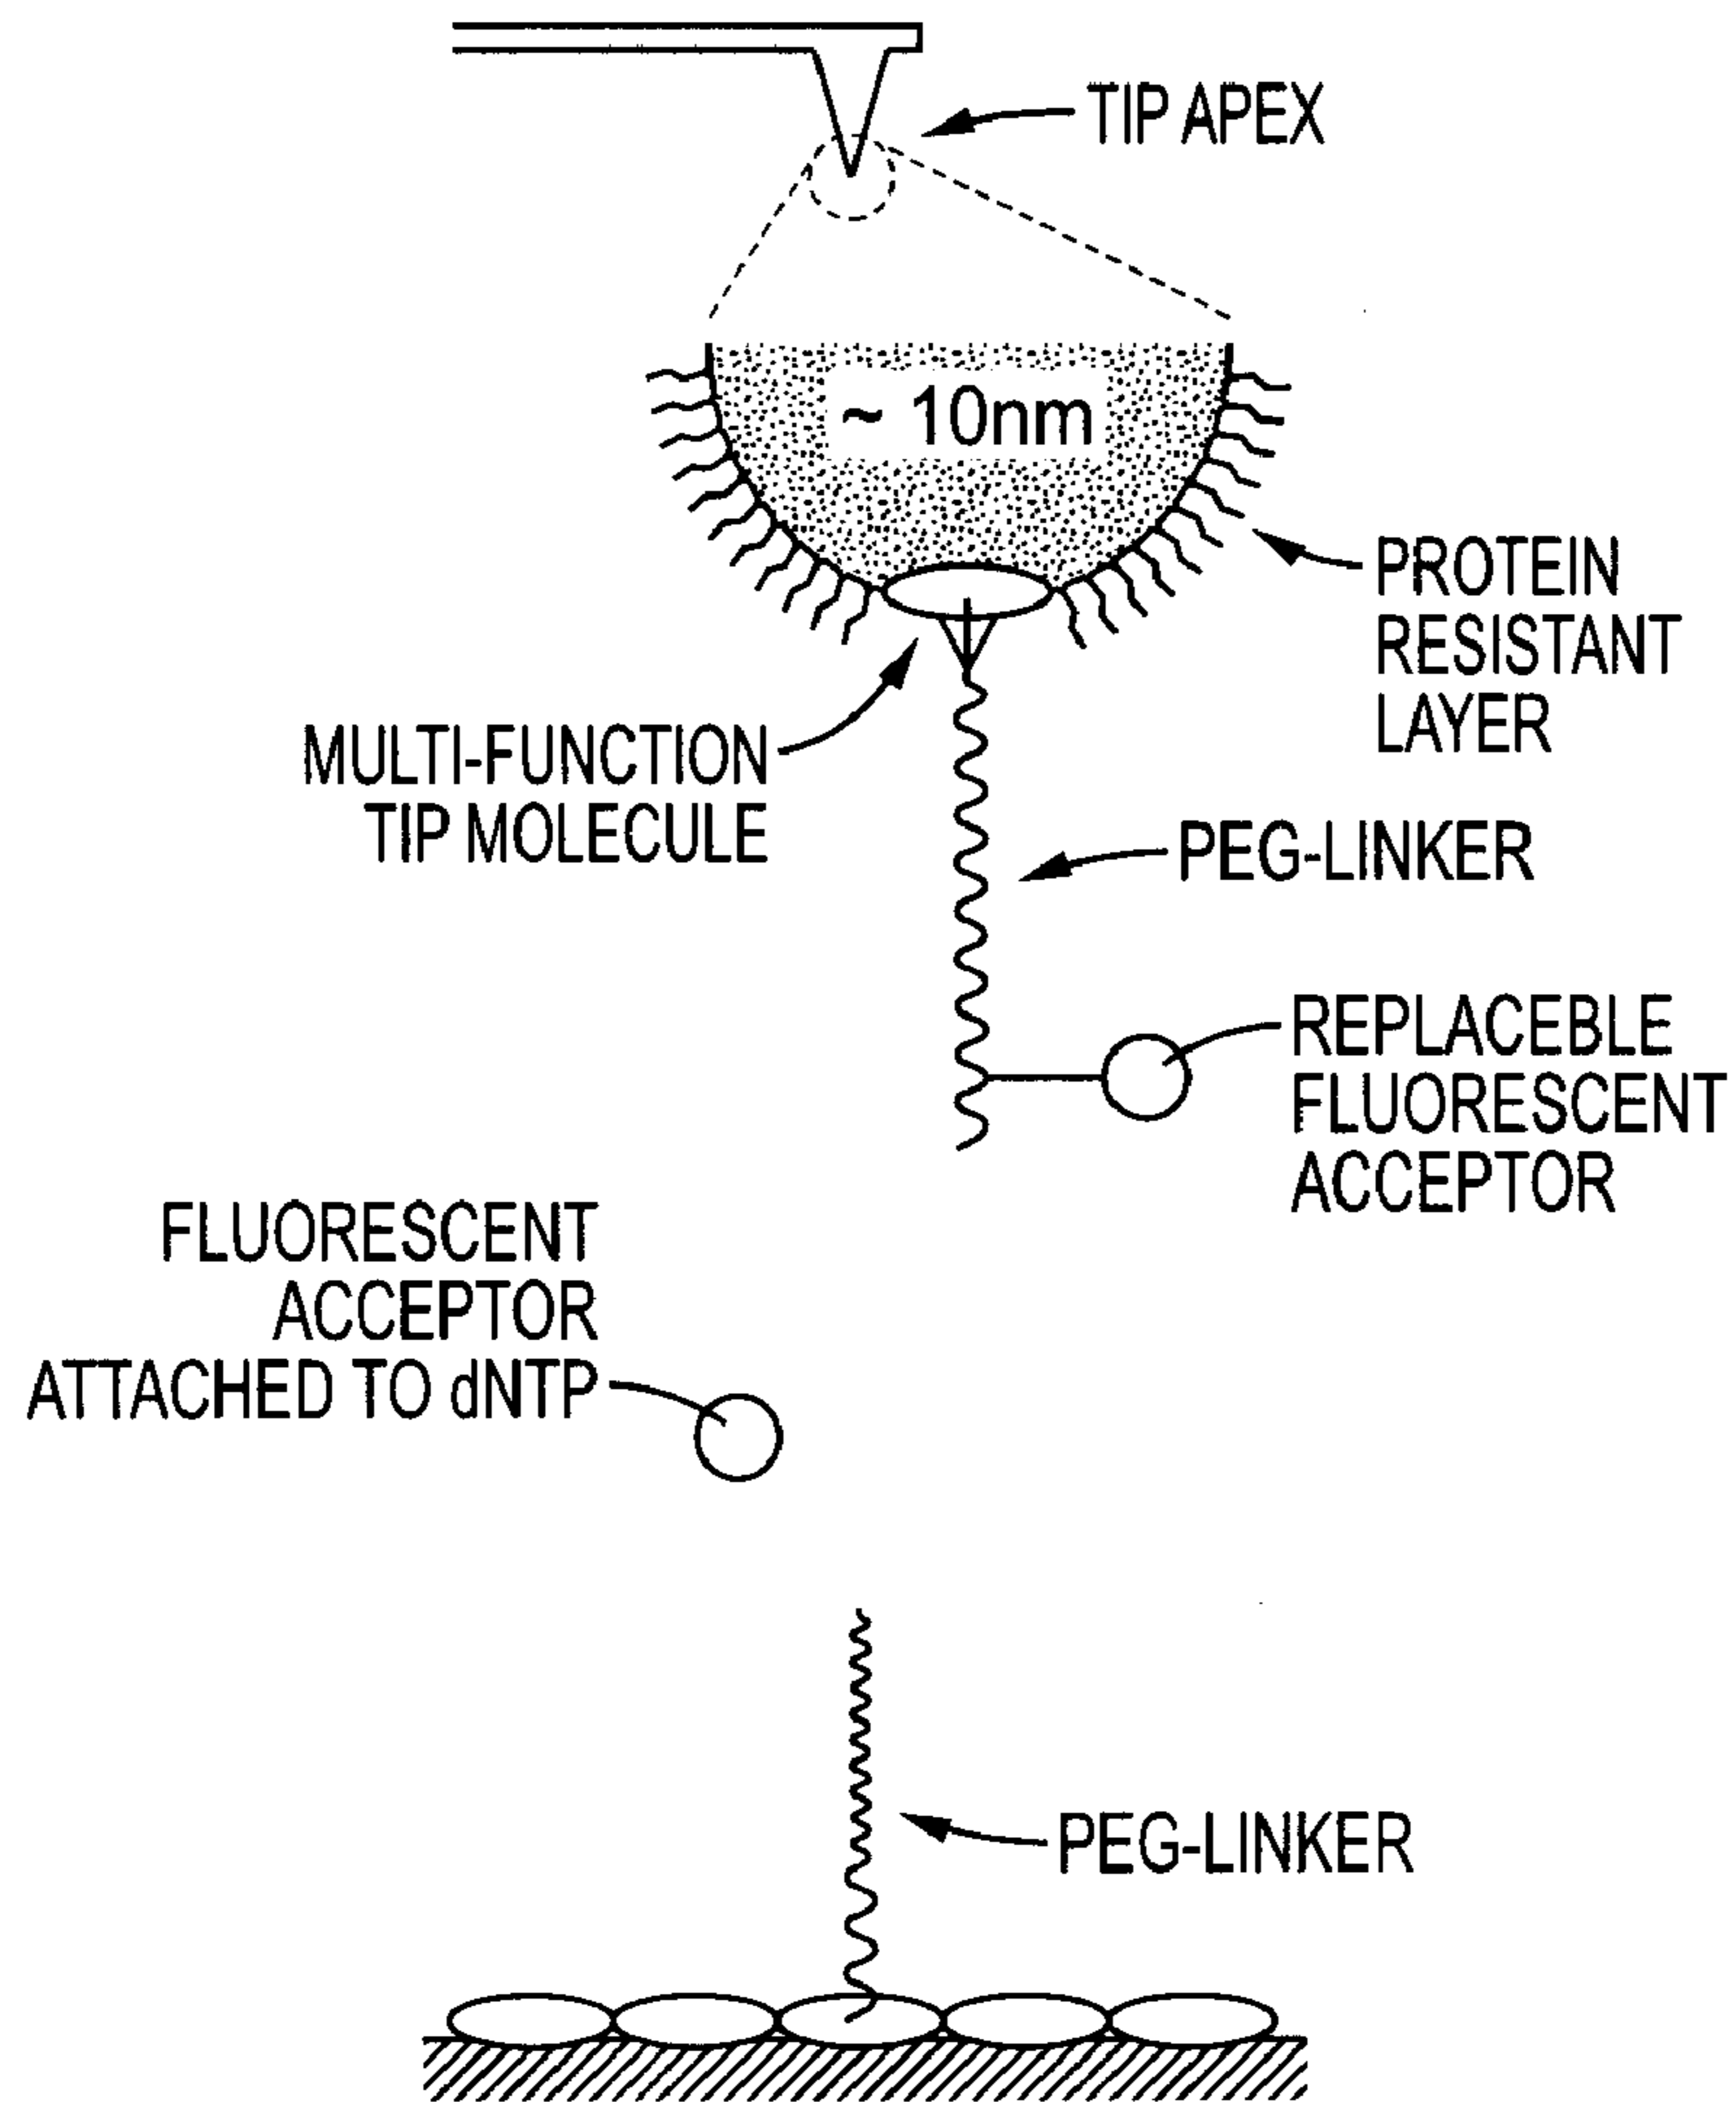 TIP APEX
~ 10nm
PROTEIN
RESISTANT
LAYER
MULTI-FUNCTION
TIP MOLECULE
PEG-LINKER
REPLACEBLE
FLUORESCENT
ACCEPTOR
FLUORESCENT
ACCEPTOR
ATTACHED TO dNTP
PEG-LINKER